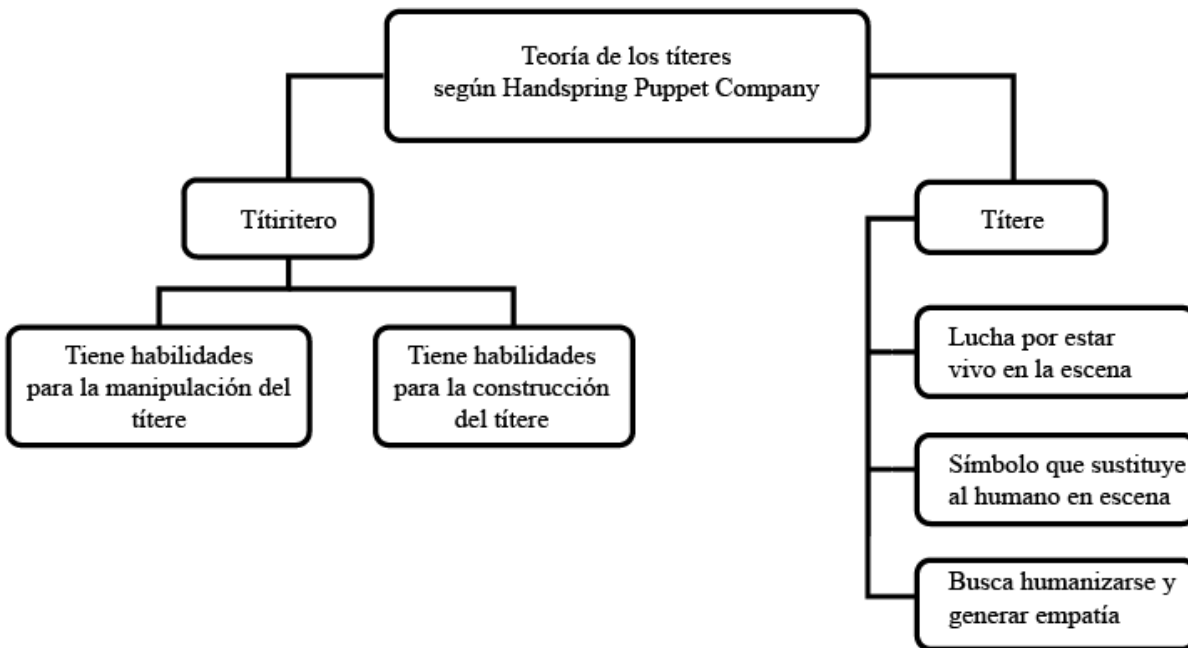 Teoría de los títeres
según Handspring Puppet Company
Títiritero
Títere
Tiene habilidades
para la manipulación del
títere
Tiene habilidades
para la construcción
del títere
Lucha por estar
vivo en la escena
Símbolo que sustituye
al humano en escena
Busca humanizarse y
generar empatía